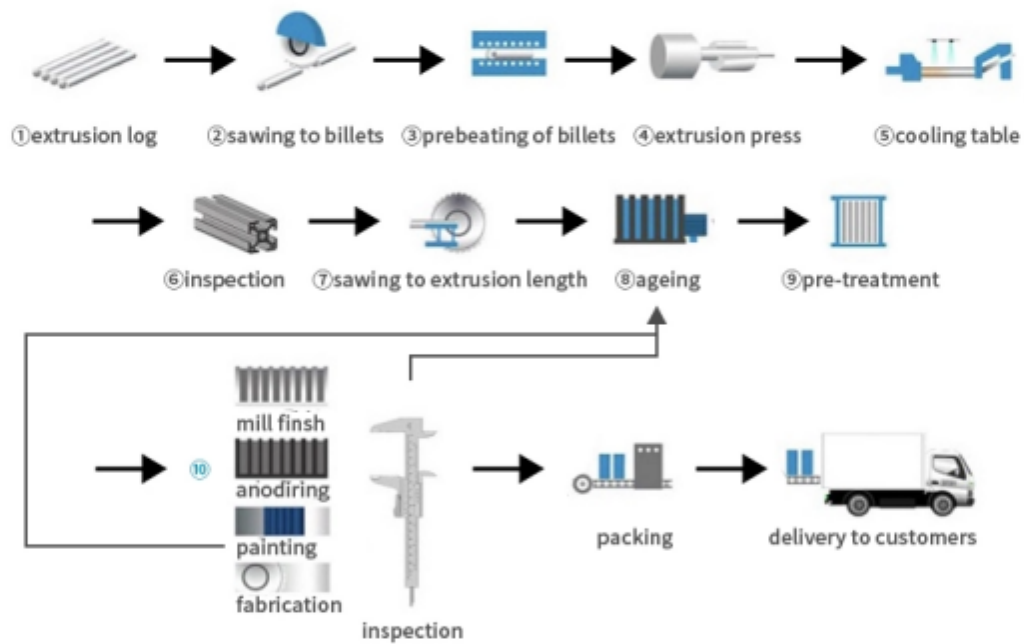 ①extrusion log
②sawing to billets
③prebeating of billets
④extrusion press
⑤cooling table
⑥inspection
⑦sawing to extrusion length
⑧ageing
⑨pre-treatment
⑩
mill finsh
anodiring
painting
fabrication
inspection
packing
delivery to customers